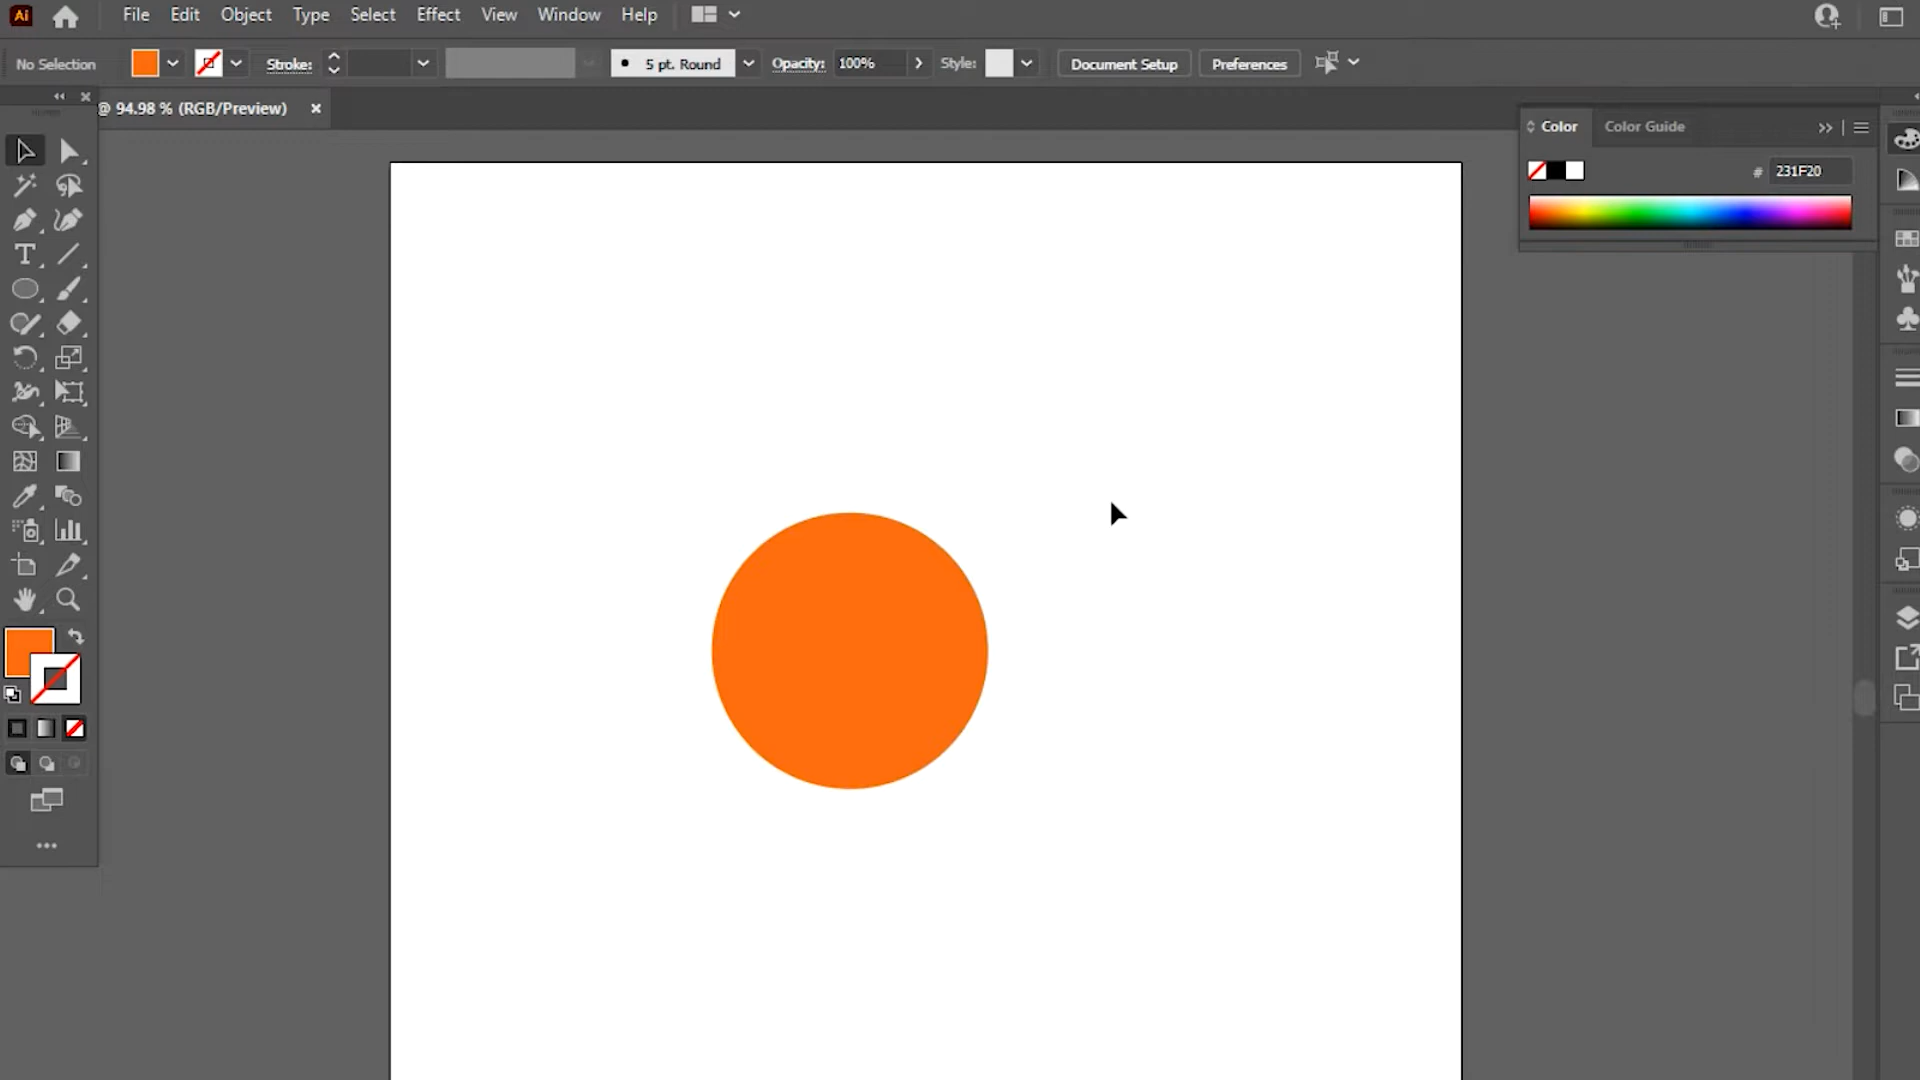 Ai File Edit Object Type Select Effect View Window Help
No Selection Stroke: 5 pt. Round Opacity: 100% Style: Document Setup Preferences
@ 94.98 % (RGB/Preview) ×
Color Color Guide
# 231F20
T